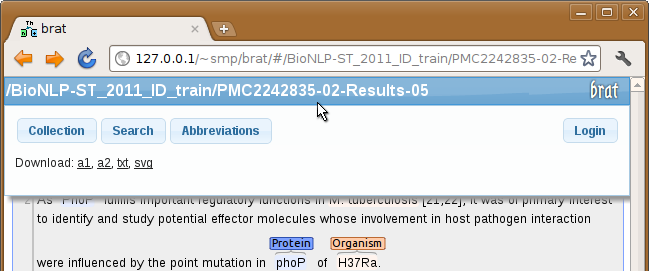 brat
127.0.0.1/~smp/brat/#/BioNLP-ST_2011_ID_train/PMC2242835-02-Re
/BioNLP-ST_2011_ID_train/PMC2242835-02-Results-05 brat
Collection Search Abbreviations Login
Download: a1, a2, txt, svg
As "PhoP" fulfils important regulatory functions in M. tuberculosis [21,22], it was of primary interest
to identify and study potential effector molecules whose involvement in host pathogen interaction
Protein Organism
were influenced by the point mutation in phoP of H37Ra.